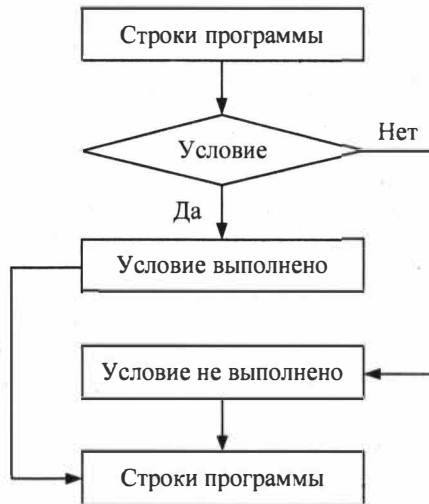 Строки программы
Условие
Нет
Да
Условие выполнено
Условие не выполнено
Строки программы